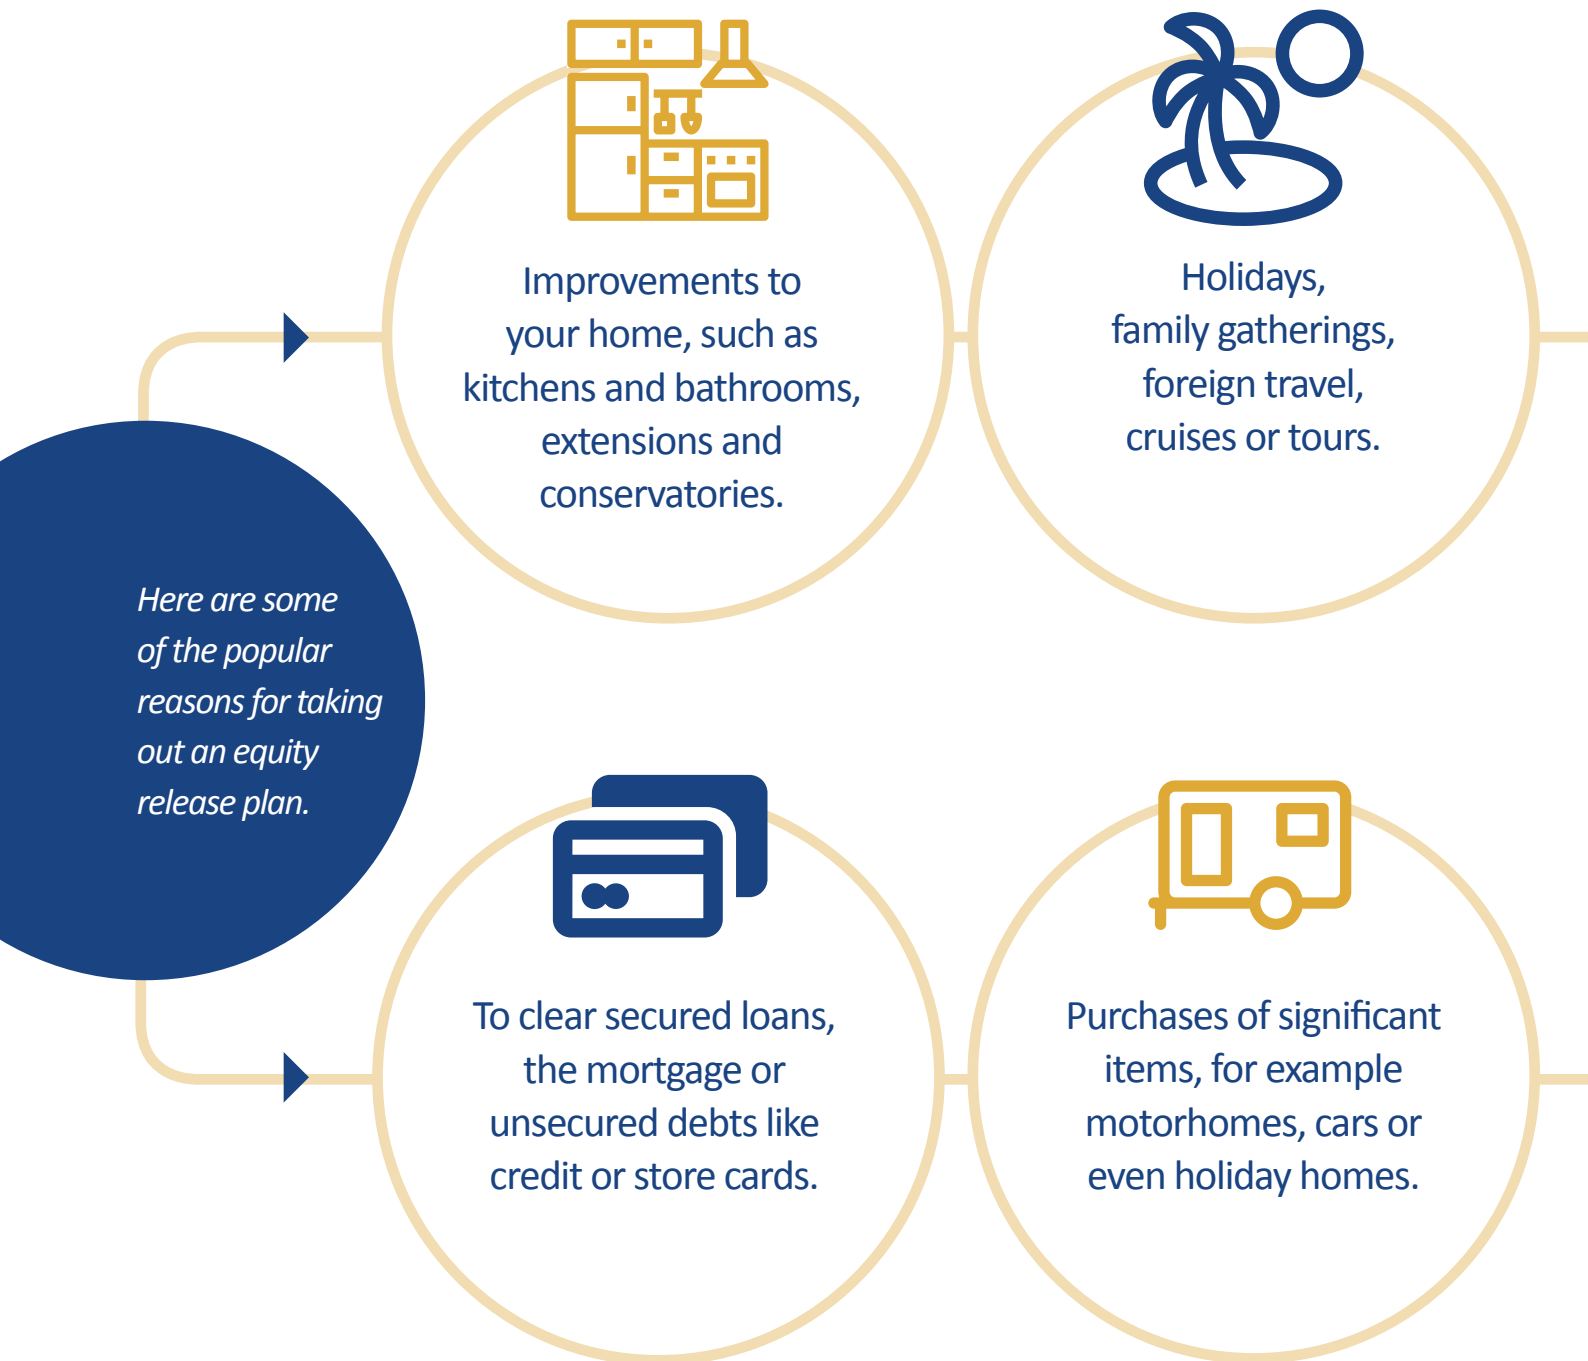 Here are some
of the popular
reasons for taking
out an equity
release plan.
Improvements to
your home, such as
kitchens and bathrooms,
extensions and
conservatories.
Holidays,
family gatherings,
foreign travel,
cruises or tours.
To clear secured loans,
the mortgage or
unsecured debts like
credit or store cards.
Purchases of significant
items, for example
motorhomes, cars or
even holiday homes.